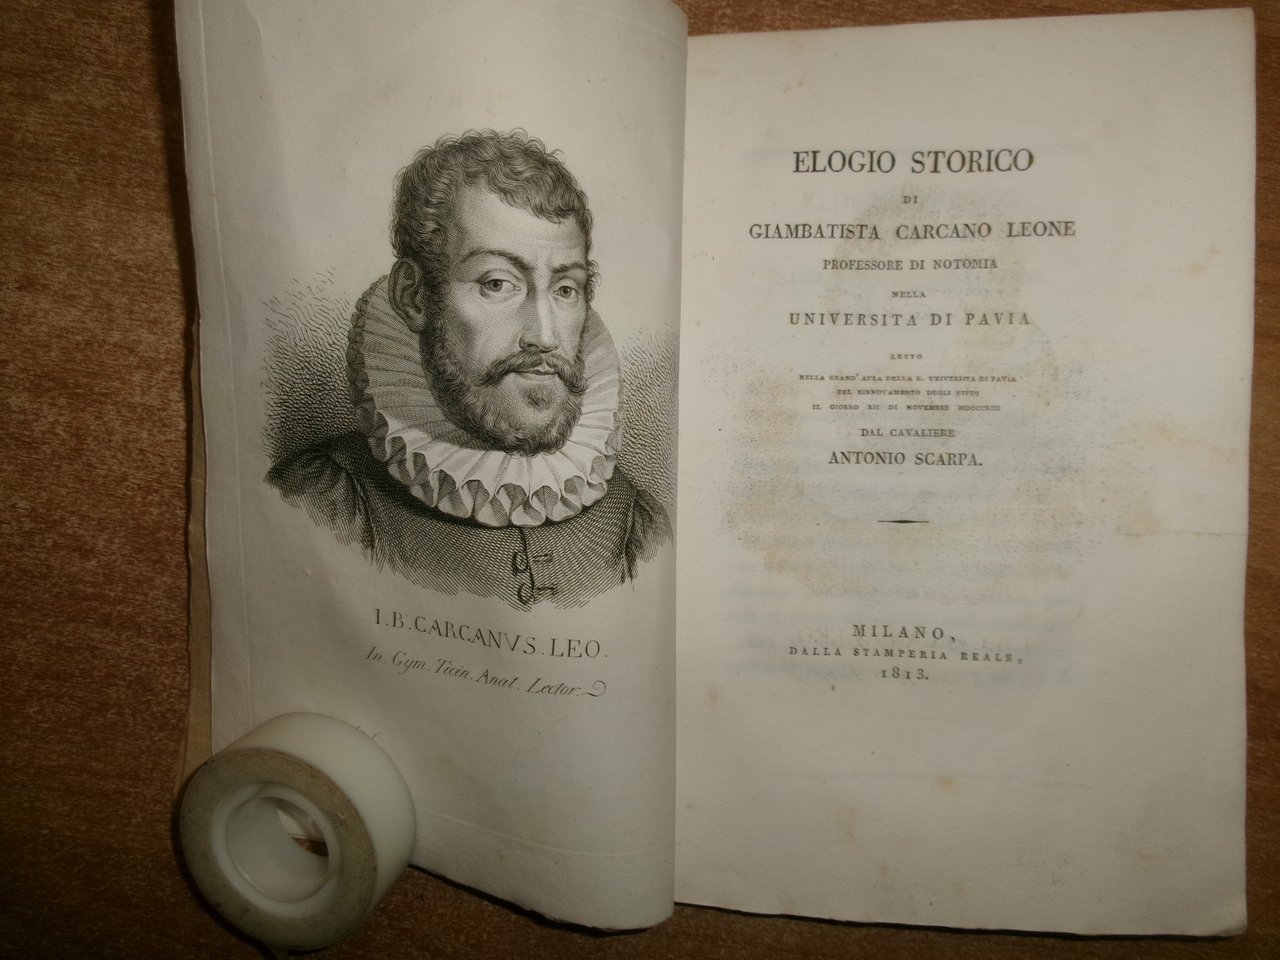 I.B.CARCANVS.LEO.
In. Gym. Ticin. Anat. Lector.
ELOGIO STORICO
DI
GIAMBATISTA CARCANO LEONE
PROFESSORE DI NOTOMIA
NELLA
UNIVERSITA DI PAVIA
LETTO
NELLA GRAND' AULA DELLA R. UNIVERSITA DI PAVIA
PEL RINNOVAMENTO DEGLI STUDJ
IL GIORNO XII DI NOVEMBRE MDCCCXIII
DAL CAVALIERE
ANTONIO SCARPA.
MILANO,
DALLA STAMPERIA REALE,
1813.